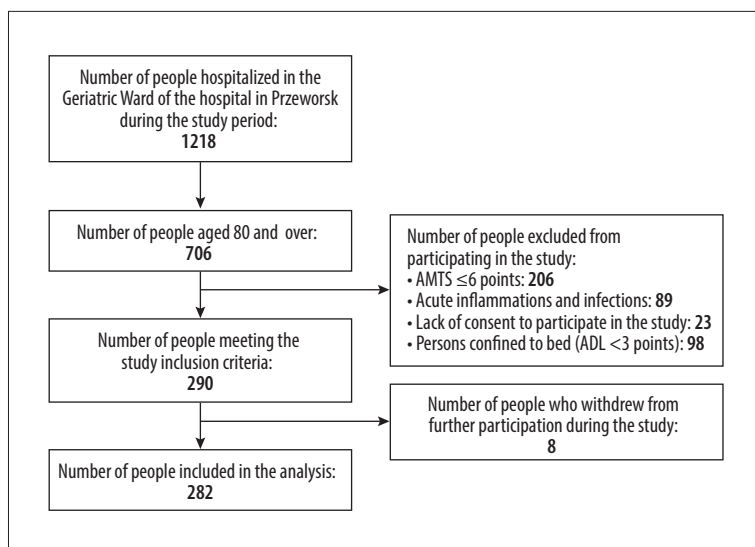 Number of people hospitalized in the
Geriatric Ward of the hospital in Przeworsk
during the study period:
1218
Number of people aged 80 and over:
706
Number of people excluded from
participating in the study:
• AMTS ≤6 points: 206
• Acute inflammations and infections: 89
• Lack of consent to participate in the study: 23
• Persons confined to bed (ADL <3 points): 98
Number of people meeting the
study inclusion criteria:
290
Number of people who withdrew from
further participation during the study:
8
Number of people included in the analysis:
282